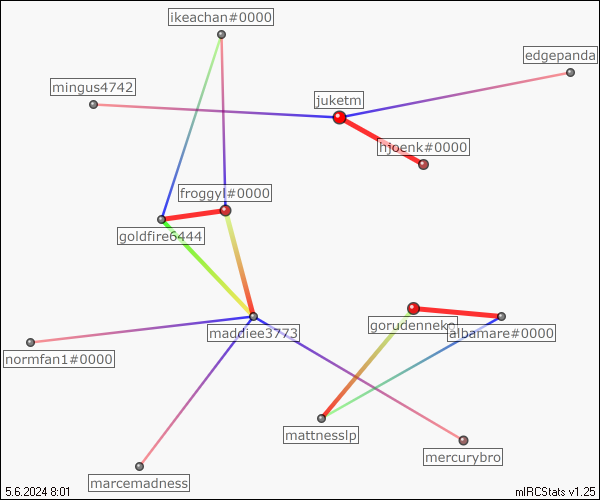 ikeachan#0000
edgepanda
mingus4742
juketm
hjoenk#0000
froggyl#0000
goldfire6444
maddiee3773
gorudenneko
albamare#0000
normfan1#0000
mattnesslp
mercurybro
marcemadness
5.6.2024 8:01
mIRCStats v1.25